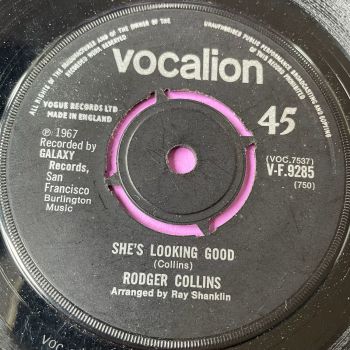 ALL RIGHTS OF THE MANUFACTURERS AND OF THE OWNER OF THE RECORDED WORK RESERVED
UNAUTHORISED PUBLIC PERFORMANCE BROADCASTING AND COPYING OF THIS RECORD PROHIBITED
vocalion
VOGUE RECORDS LTD
MADE IN ENGLAND
45
℗ 1967
Recorded by
GALAXY
Records,
San
Francisco
Burlington
Music
(VOC.7537)
V-F.9285
(750)
SHE'S LOOKING GOOD
(Collins)
RODGER COLLINS
Arranged by Ray Shanklin